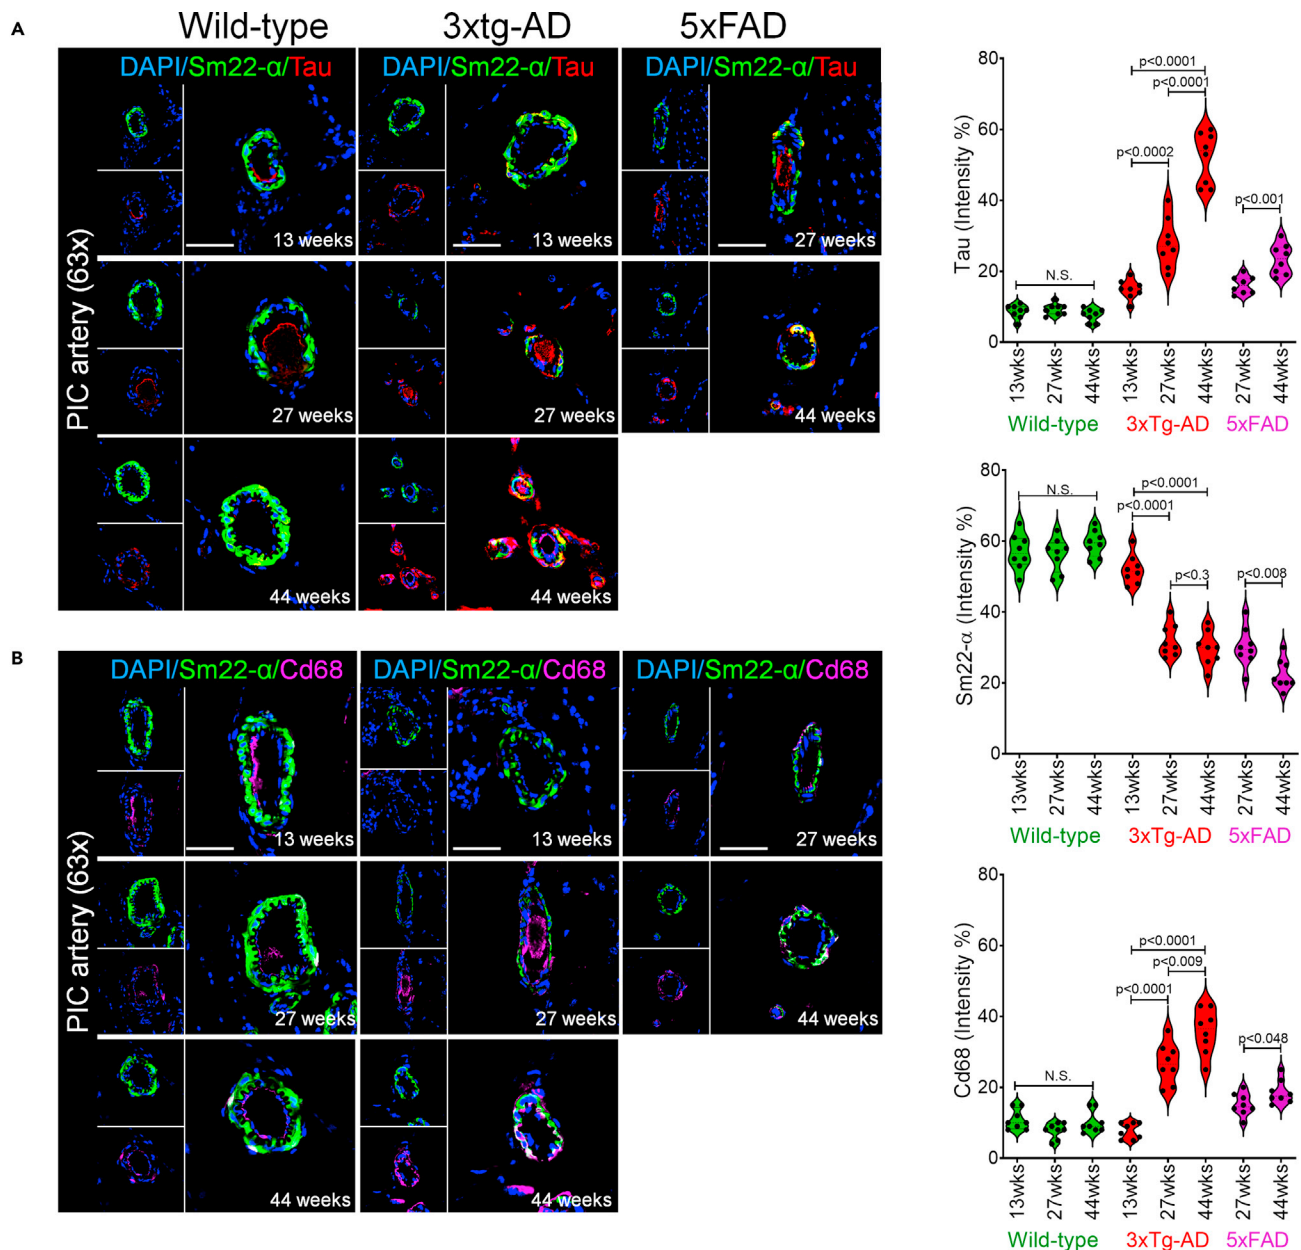 A
Wild-type 3xtg-AD 5xFAD
DAPI/Sm22-α/Tau DAPI/Sm22-α/Tau DAPI/Sm22-α/Tau
PIC artery (63x)
13 weeks 13 weeks 27 weeks
27 weeks 27 weeks 44 weeks
44 weeks 44 weeks
B
DAPI/Sm22-α/Cd68 DAPI/Sm22-α/Cd68 DAPI/Sm22-α/Cd68
PIC artery (63x)
13 weeks 13 weeks 27 weeks
27 weeks 27 weeks 44 weeks
44 weeks 44 weeks
Tau (Intensity %)
80
60
40
20
0
p<0.0001
p<0.0001
p<0.0002
p<0.001
N.S.
13wks 27wks 44wks 13wks 27wks 44wks 27wks 44wks
Wild-type 3xTg-AD 5xFAD
Sm22-α (Intensity %)
80
60
40
20
0
N.S.
p<0.0001
p<0.0001
p<0.3
p<0.008
13wks 27wks 44wks 13wks 27wks 44wks 27wks 44wks
Wild-type 3xTg-AD 5xFAD
Cd68 (Intensity %)
80
60
40
20
0
p<0.0001
p<0.009
p<0.0001
p<0.048
N.S.
13wks 27wks 44wks 13wks 27wks 44wks 27wks 44wks
Wild-type 3xTg-AD 5xFAD